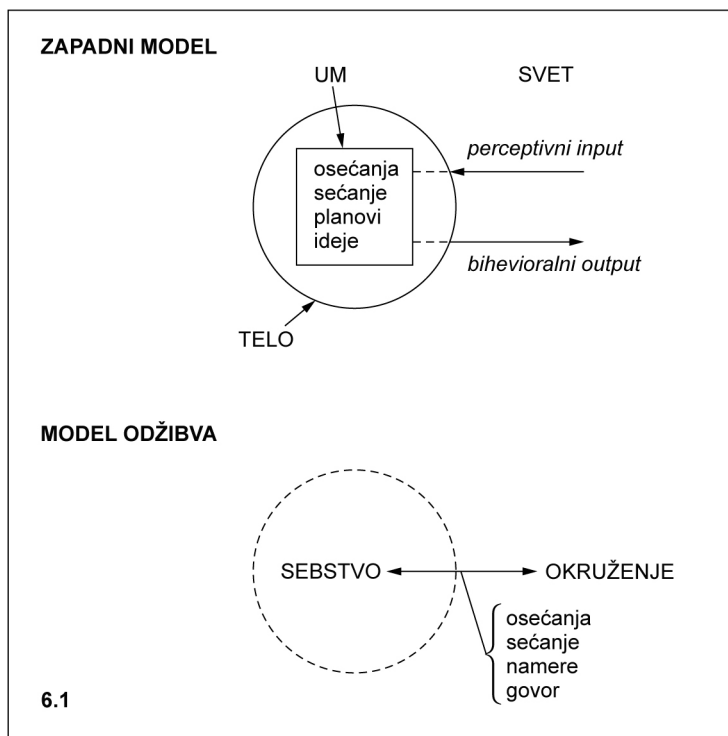 ZAPADNI MODEL
UM
SVET
perceptivni input
osećanja
sećanje
planovi
ideje
bihevioralni output
TELO
MODEL ODŽIBVA
SEBSTVO
OKRUŽENJE
osećanja
sećanje
namere
govor
6.1